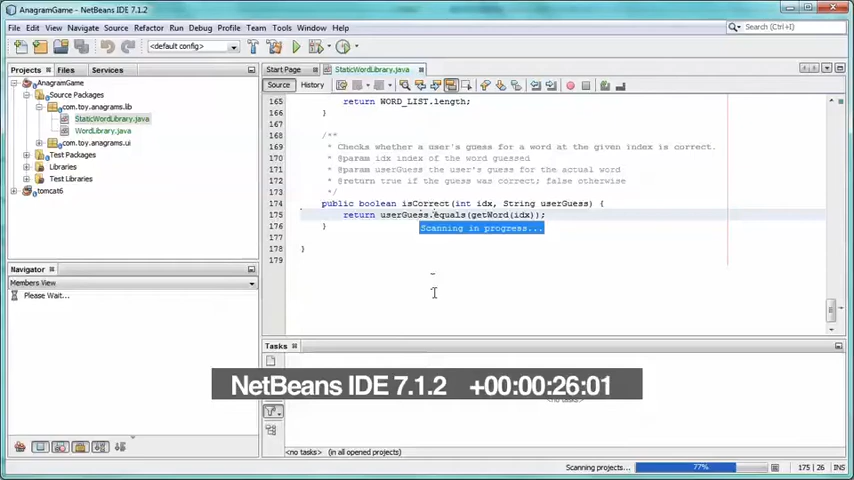 AnagramGame - NetBeans IDE 7.1.2
File Edit View Navigate Source Refactor Run Debug Profile Team Tools Window Help
Search (Ctrl+I)
<default config>
Projects Files Services
AnagramGame
Source Packages
com.toy.anagrams.lib
StaticWordLibrary.java
WordLibrary.java
com.toy.anagrams.ui
Test Packages
Libraries
Test Libraries
tomcat6
Navigator
Members View
Please Wait...
Start Page StaticWordLibrary.java
Source History
165 return WORD_LIST.length;
166 }
167
168 /**
169 * Checks whether a user's guess for a word at the given index is correct.
170 * @param idx index of the word guessed
171 * @param userGuess the user's guess for the actual word
172 * @return true if the guess was correct; false otherwise
173 */
174 public boolean isCorrect(int idx, String userGuess) {
175 return userGuess.equals(getWord(idx));
176 }
Scanning in progress...
177
178 }
179
Tasks
NetBeans IDE 7.1.2 +00:00:26:01
<no tasks>
<no tasks> (in all opened projects)
Scanning projects... 77% 175 | 26 INS